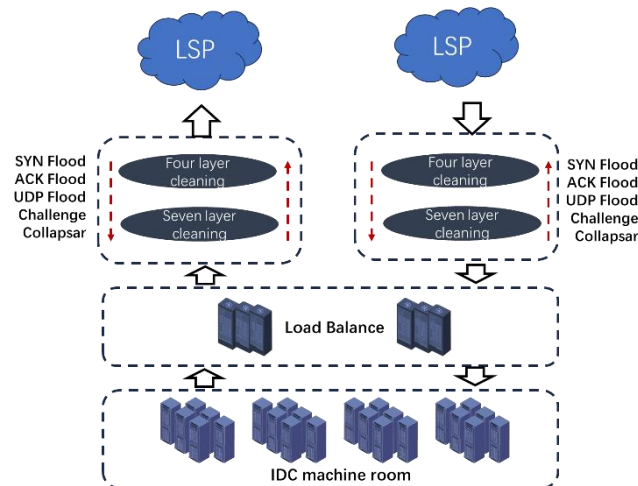 LSP
LSP
SYN Flood
ACK Flood
UDP Flood
Challenge
Collapsar
Four layer
cleaning
Seven layer
cleaning
Four layer
cleaning
Seven layer
cleaning
SYN Flood
ACK Flood
UDP Flood
Challenge
Collapsar
Load Balance
IDC machine room